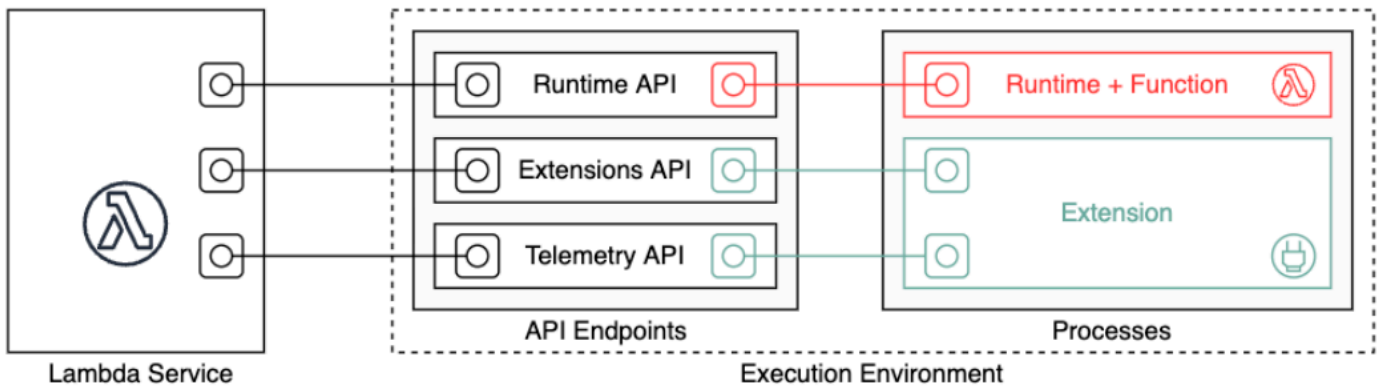 Runtime API
Runtime + Function
Extensions API
Extension
Telemetry API
API Endpoints
Processes
Lambda Service
Execution Environment